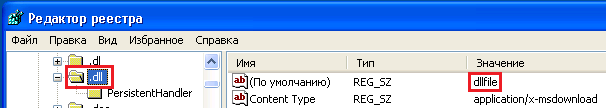 Редактор реестра
Файл Правка Вид Избранное Справка
.dl
.dll
PersistentHandler
Имя Тип Значение
(По умолчанию) REG_SZ dllfile
Content Type REG_SZ application/x-msdownload